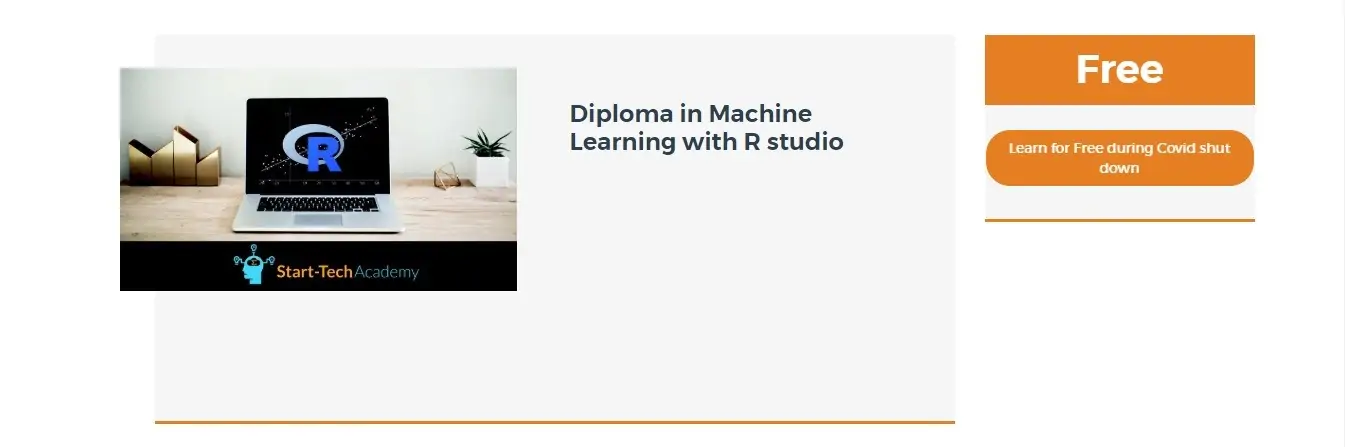 Free
Diploma in Machine
Learning with R studio
Learn for Free during Covid shut
down
R
Start-Tech Academy